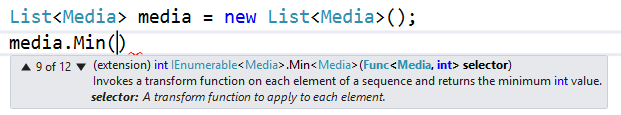 List<Media> media = new List<Media>();
media.Min()
▲ 9 of 12 ▼ (extension) int IEnumerable<Media>.Min<Media>(Func<Media, int> selector)
Invokes a transform function on each element of a sequence and returns the minimum int value.
selector: A transform function to apply to each element.